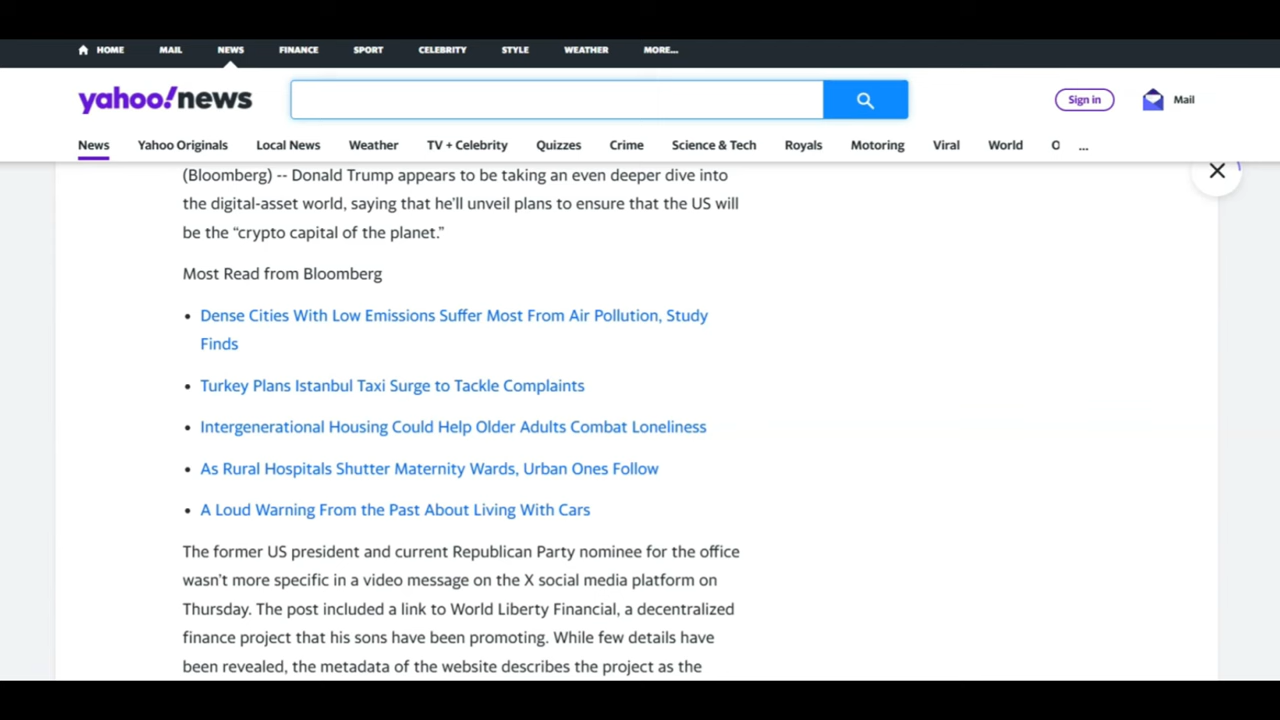 HOME MAIL NEWS FINANCE SPORT CELEBRITY STYLE WEATHER MORE...
yahoo!news
Sign in
Mail
News Yahoo Originals Local News Weather TV + Celebrity Quizzes Crime Science & Tech Royals Motoring Viral World O ...
(Bloomberg) -- Donald Trump appears to be taking an even deeper dive into
the digital-asset world, saying that he'll unveil plans to ensure that the US will
be the “crypto capital of the planet.”
Most Read from Bloomberg
• Dense Cities With Low Emissions Suffer Most From Air Pollution, Study
Finds
• Turkey Plans Istanbul Taxi Surge to Tackle Complaints
• Intergenerational Housing Could Help Older Adults Combat Loneliness
• As Rural Hospitals Shutter Maternity Wards, Urban Ones Follow
• A Loud Warning From the Past About Living With Cars
The former US president and current Republican Party nominee for the office
wasn't more specific in a video message on the X social media platform on
Thursday. The post included a link to World Liberty Financial, a decentralized
finance project that his sons have been promoting. While few details have
been revealed, the metadata of the website describes the project as the